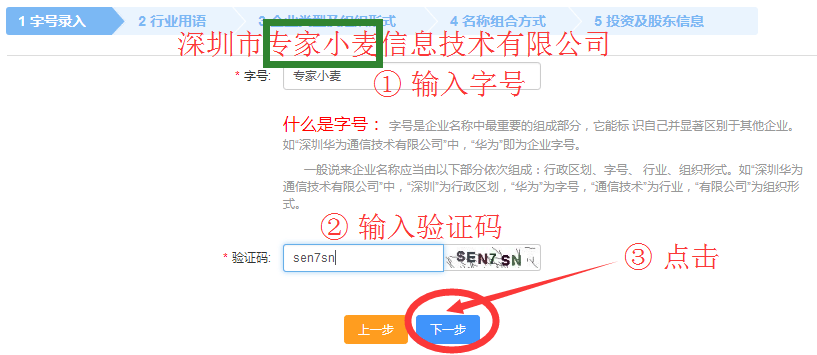 1 字号录入 2 行业用语 3 企业类型及组织形式 4 名称组合方式 5 投资及股东信息
深圳市专家小麦信息技术有限公司
* 字号: 专家小麦
① 输入字号
什么是字号： 字号是企业名称中最重要的组成部分，它能标 识自己并显著区别于其他企业。
如“深圳华为通信技术有限公司”中，“华为”即为企业字号。
一般说来企业名称应当由以下部分依次组成：行政区划、字号、 行业、组织形式。如“深圳华为
通信技术有限公司”中，“深圳”为行政区划，“华为”为字号，“通信技术”为行业，“有限公司”为组织形
式。
② 输入验证码
* 验证码: sen7sn SEN7SN
③ 点击
上一步 下一步